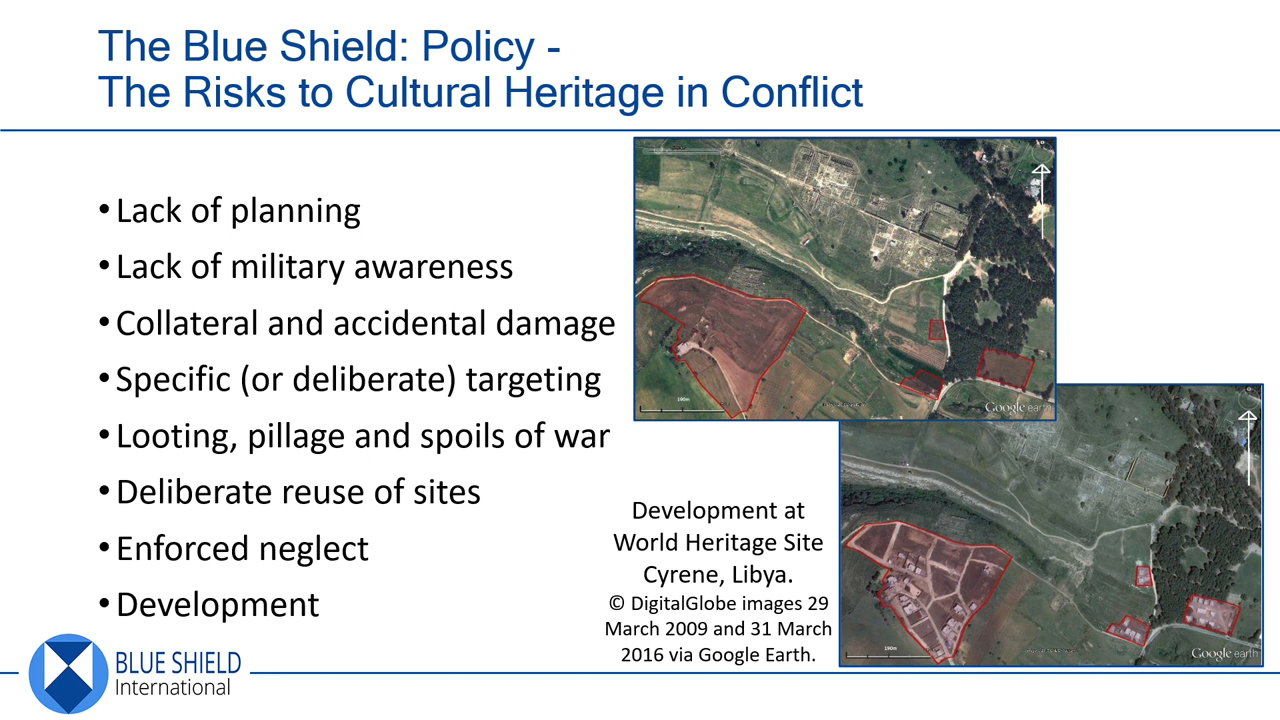 The Blue Shield: Policy -
The Risks to Cultural Heritage in Conflict
• Lack of planning
• Lack of military awareness
• Collateral and accidental damage
• Specific (or deliberate) targeting
• Looting, pillage and spoils of war
• Deliberate reuse of sites
• Enforced neglect
• Development
190m
Google earth
Development at
World Heritage Site
Cyrene, Libya.
© DigitalGlobe images 29
March 2009 and 31 March
2016 via Google Earth.
190m
Google earth
BLUE SHIELD
International